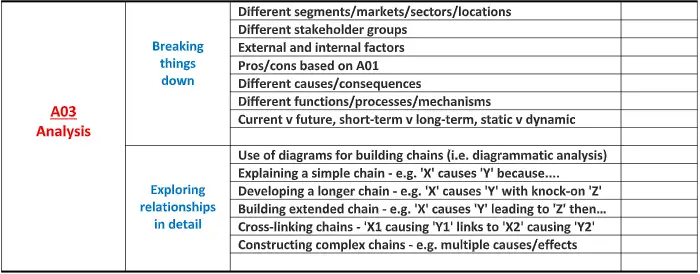 A03
Analysis
Breaking
things
down
Different segments/markets/sectors/locations
Different stakeholder groups
External and internal factors
Pros/cons based on A01
Different causes/consequences
Different functions/processes/mechanisms
Current v future, short-term v long-term, static v dynamic
Exploring
relationships
in detail
Use of diagrams for building chains (i.e. diagrammatic analysis)
Explaining a simple chain - e.g. 'X' causes 'Y' because....
Developing a longer chain - e.g. 'X' causes 'Y' with knock-on 'Z'
Building extended chain - e.g. 'X' causes 'Y' leading to 'Z' then...
Cross-linking chains - 'X1 causing 'Y1' links to 'X2' causing 'Y2'
Constructing complex chains - e.g. multiple causes/effects